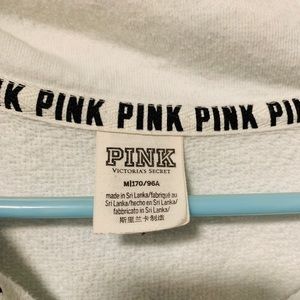 K PINK PINK PINK PIN
PINK
VICTORIA'S SECRET
M|170/96A
made in Sri Lanka/fabriqué au
Sri Lanka/hecho en Sri Lanka/
fabbricato in Sri Lanka/
斯里兰卡制造